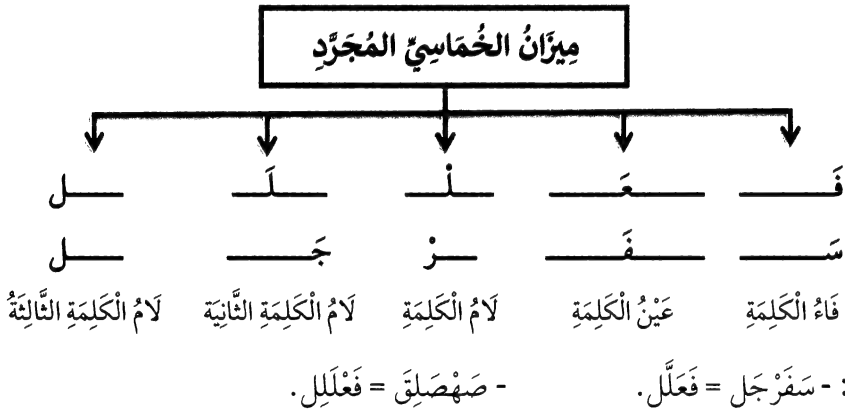 مِيزَانُ الخُمَاسِيِّ المُجَرَّدِ
فَـ ـعَـ ـلْـ ـلَـ ـل
سَـ ـفَـ ـرْ جَـ ـل
فَاءُ الْكَلِمَةِ عَيْنُ الْكَلِمَةِ لَامُ الْكَلِمَةِ لَامُ الْكَلِمَةِ الثَّانِيَة لَامُ الْكَلِمَةِ الثَّالِثَةُ
: - سَفَرْجَل = فَعَلَّل. - صَهْصَلِقَ = فَعْلَلِل.